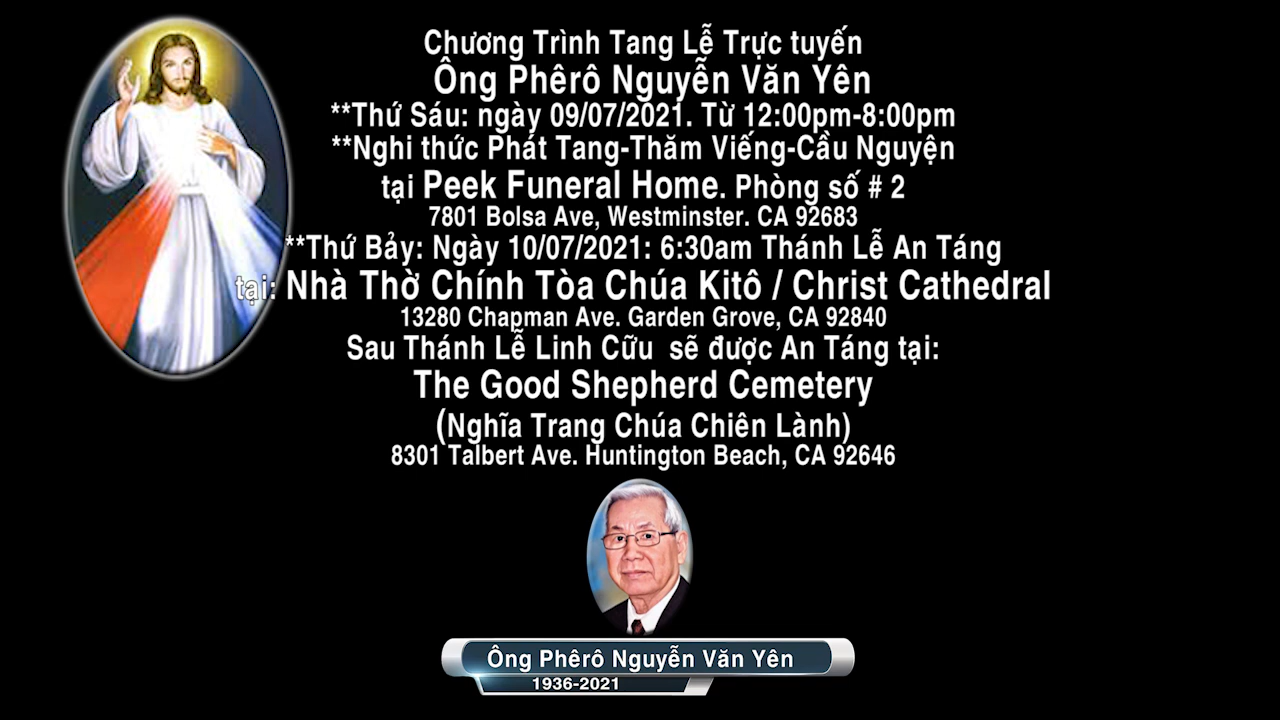 Chương Trình Tang Lễ Trực tuyến
Ông Phêrô Nguyễn Văn Yên
**Thứ Sáu: ngày 09/07/2021. Từ 12:00pm-8:00pm
**Nghi thức Phát Tang-Thăm Viếng-Cầu Nguyện
tại Peek Funeral Home. Phòng số # 2
7801 Bolsa Ave, Westminster. CA 92683
**Thứ Bảy: Ngày 10/07/2021: 6:30am Thánh Lễ An Táng
tại: Nhà Thờ Chính Tòa Chúa Kitô / Christ Cathedral
13280 Chapman Ave. Garden Grove, CA 92840
Sau Thánh Lễ Linh Cữu  sẽ được An Táng tại:
The Good Shepherd Cemetery
(Nghĩa Trang Chúa Chiên Lành)
8301 Talbert Ave. Huntington Beach, CA 92646
Ông Phêrô Nguyễn Văn Yên
1936-2021